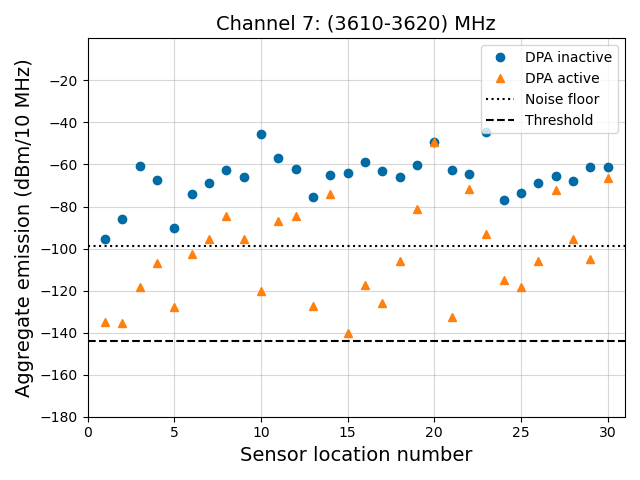 Channel 7: (3610-3620) MHz
Aggregate emission (dBm/10 MHz)
−20
−40
−60
−80
−100
−120
−140
−160
−180
DPA inactive
DPA active
Noise floor
Threshold
0
5
10
15
20
25
30
Sensor location number